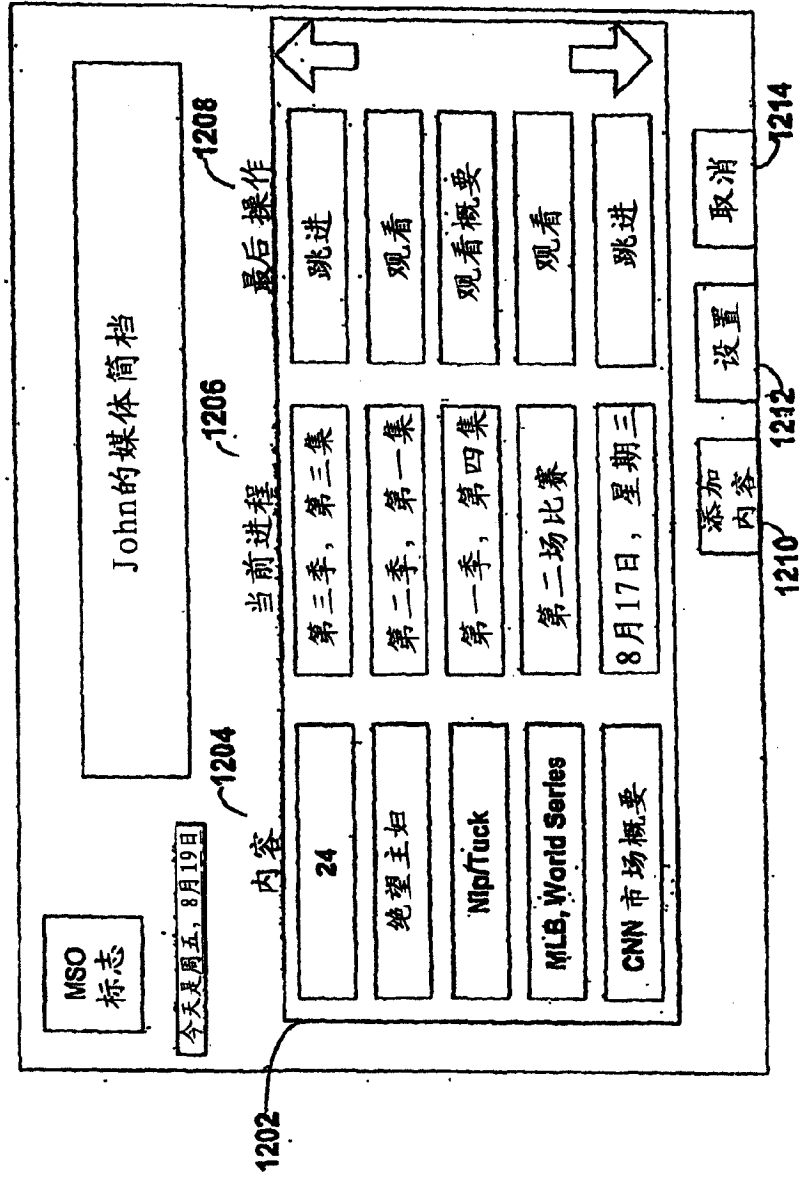 MSO
标志
John的媒体简档
今天是周五，8月19日
1204
1206
1208
内容
当前进程
最后操作
24
第三季，第三集
跳进
绝望主妇
第二季，第一集
观看
Nip/Tuck
第一季，第四集
观看概要
MLB, World Series
第二场比赛
观看
CNN 市场概要
8月17日，星期三
跳进
1202
添加
内容
设置
取消
1210
1212
1214